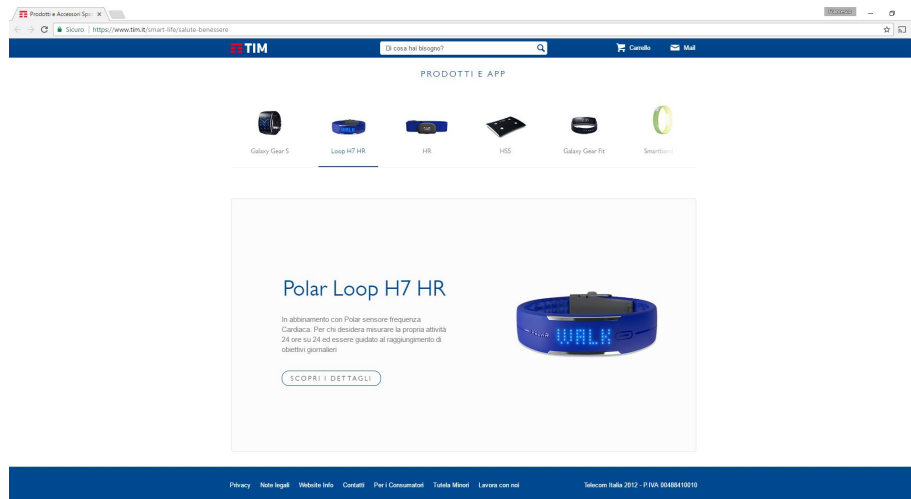 Prodotti e Accessori Spe
Sicuro | https://www.tim.it/smart-life/salute-benessere
TIM
Di cosa hai bisogno?
Carrello
Mail
PRODOTTI E APP
Galaxy Gear S
Loop H7 HR
HR
HS5
Galaxy Gear Fit
Smartband
WALK
Polar Loop H7 HR
In abbinamento con Polar sensore frequenza
Cardiaca. Per chi desidera misurare la propria attività
24 ore su 24 ed essere guidato al raggiungimento di
obiettivi giornalieri
POLAR WALK
SCOPRI I DETTAGLI
Privacy Note legali Website Info Contatti Per i Consumatori Tutela Minori Lavora con noi
Telecom Italia 2012 - P.IVA 00488410010